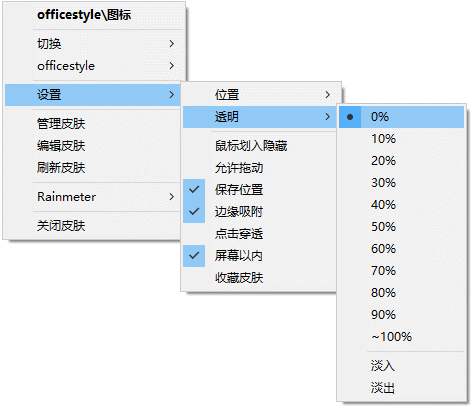 officestyle\图标
切换
officestyle
设置
管理皮肤
编辑皮肤
刷新皮肤
Rainmeter
关闭皮肤
位置
透明
鼠标划入隐藏
允许拖动
保存位置
边缘吸附
点击穿透
屏幕以内
收藏皮肤
0%
10%
20%
30%
40%
50%
60%
70%
80%
90%
~100%
淡入
淡出